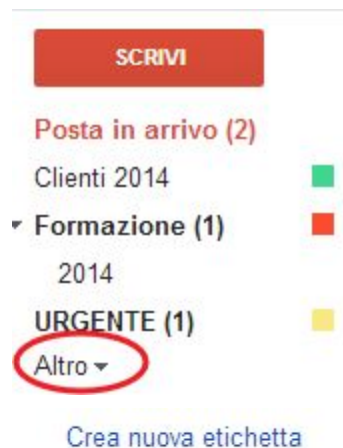 SCRIVI
Posta in arrivo (2)
Clienti 2014
Formazione (1)
2014
URGENTE (1)
Altro
Crea nuova etichetta